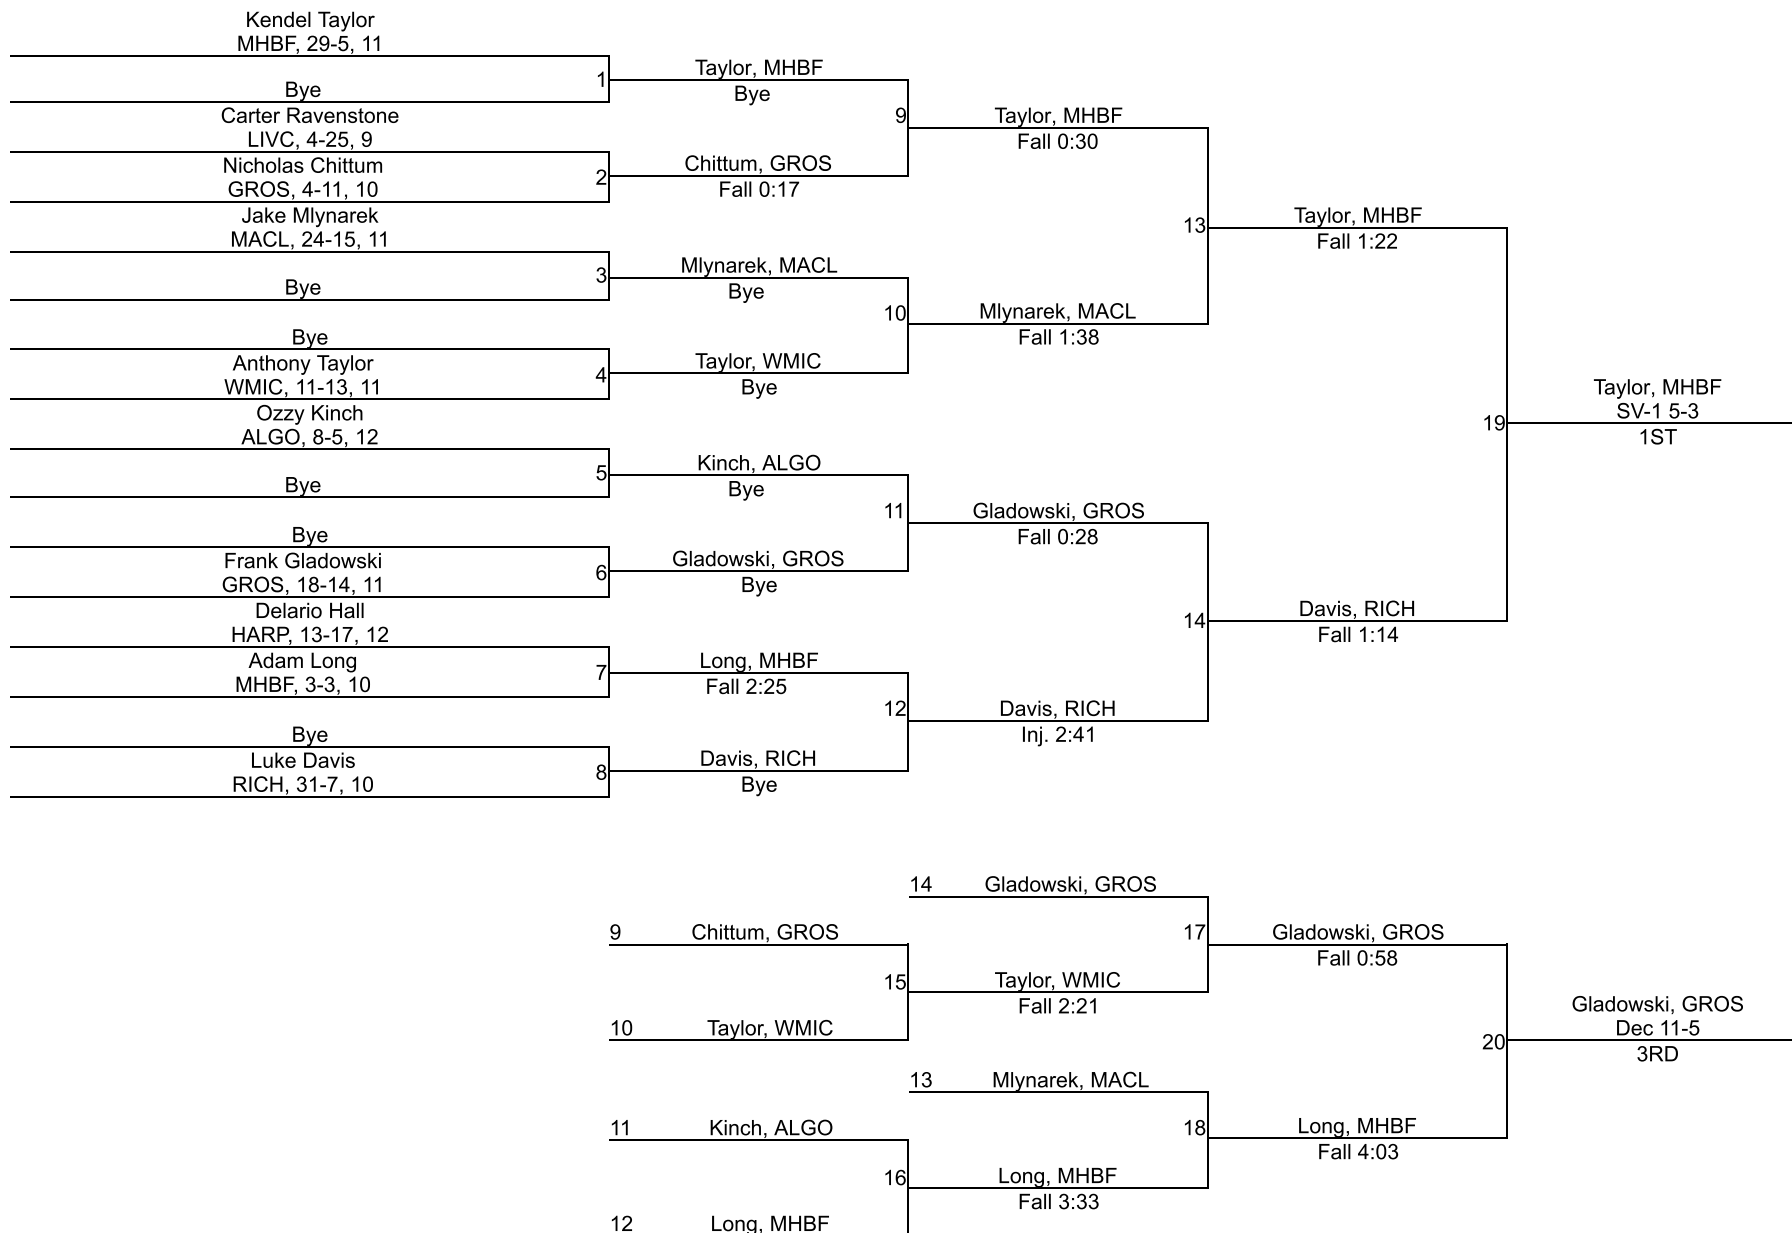 Kendel Taylor
MHBF, 29-5, 11
Bye
1
Carter Ravenstone
LIVC, 4-25, 9
Nicholas Chittum
GROS, 4-11, 10
2
Jake Mlynarek
MACL, 24-15, 11
Bye
3
Bye
Anthony Taylor
WMIC, 11-13, 11
4
Ozzy Kinch
ALGO, 8-5, 12
Bye
5
Bye
Frank Gladowski
GROS, 18-14, 11
6
Delario Hall
HARP, 13-17, 12
Adam Long
MHBF, 3-3, 10
7
Bye
Luke Davis
RICH, 31-7, 10
8
Taylor, MHBF
Bye
9
Chittum, GROS
Fall 0:17
Mlynarek, MACL
Bye
10
Taylor, WMIC
Bye
Kinch, ALGO
Bye
11
Gladowski, GROS
Bye
Long, MHBF
Fall 2:25
12
Davis, RICH
Bye
Taylor, MHBF
Fall 0:30
13
Mlynarek, MACL
Fall 1:38
Gladowski, GROS
Fall 0:28
14
Davis, RICH
Inj. 2:41
Taylor, MHBF
Fall 1:22
19
Davis, RICH
Fall 1:14
Taylor, MHBF
SV-1 5-3
1ST
14 Gladowski, GROS
9 Chittum, GROS
15
10 Taylor, WMIC
17
Taylor, WMIC
Fall 2:21
13 Mlynarek, MACL
11 Kinch, ALGO
16
12 Long, MHBF
18
Long, MHBF
Fall 3:33
Gladowski, GROS
Fall 0:58
20
Long, MHBF
Fall 4:03
Gladowski, GROS
Dec 11-5
3RD